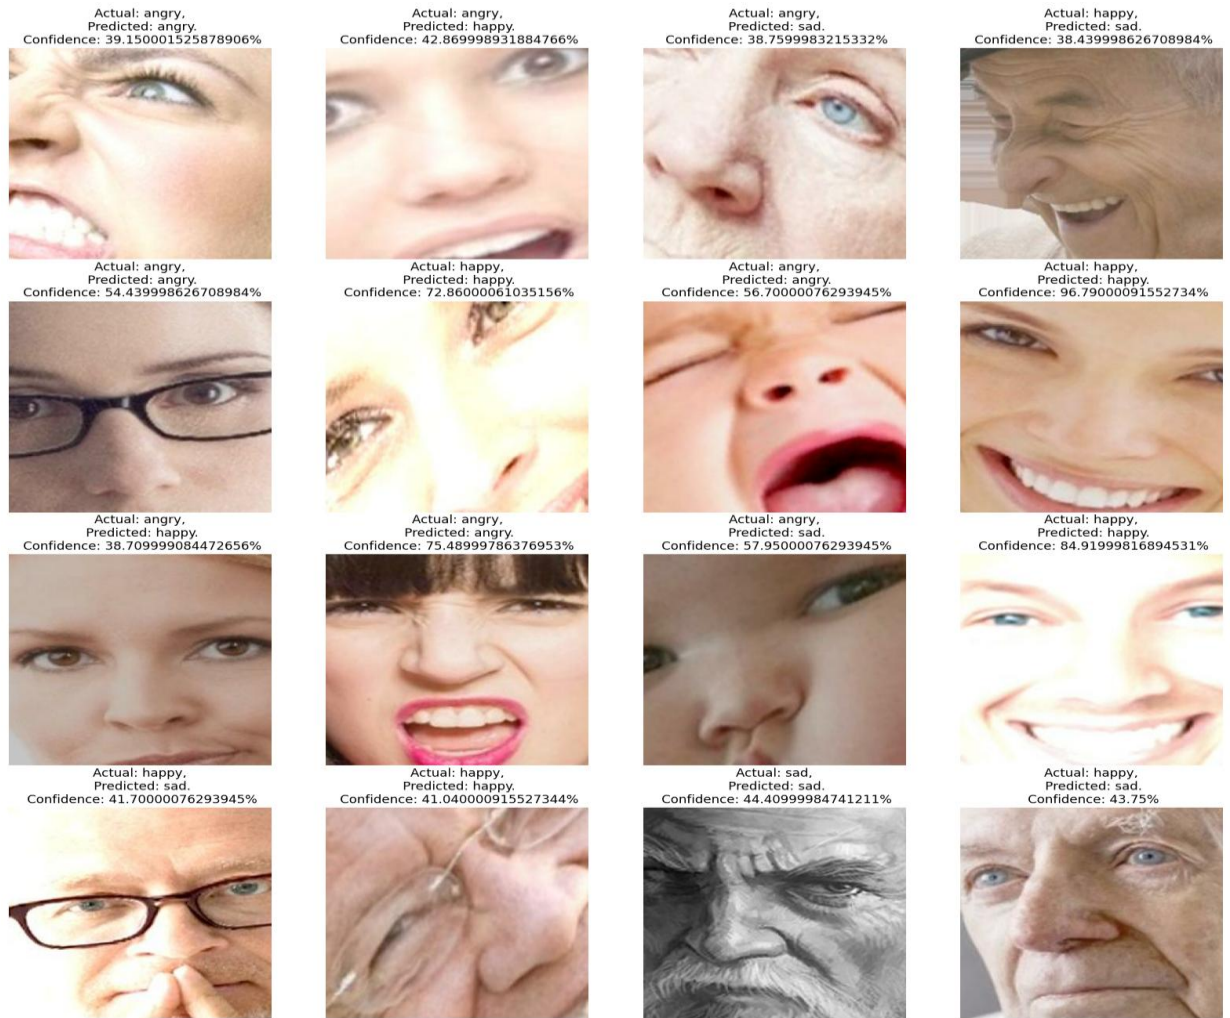 Actual: angry,
Predicted: angry.
Confidence: 39.150001525878906%
Actual: angry,
Predicted: happy.
Confidence: 42.869998931884766%
Actual: angry,
Predicted: sad.
Confidence: 38.7599983215332%
Actual: happy,
Predicted: sad.
Confidence: 38.439998626708984%
Actual: angry,
Predicted: angry.
Confidence: 54.439998626708984%
Actual: happy,
Predicted: happy.
Confidence: 72.86000061035156%
Actual: angry,
Predicted: angry.
Confidence: 56.70000076293945%
Actual: happy,
Predicted: happy.
Confidence: 96.79000091552734%
Actual: angry,
Predicted: happy.
Confidence: 38.709999084472656%
Actual: angry,
Predicted: angry.
Confidence: 75.48999786376953%
Actual: angry,
Predicted: sad.
Confidence: 57.95000076293945%
Actual: happy,
Predicted: happy.
Confidence: 84.91999816894531%
Actual: happy,
Predicted: sad.
Confidence: 41.70000076293945%
Actual: happy,
Predicted: happy.
Confidence: 41.040000915527344%
Actual: sad,
Predicted: sad.
Confidence: 44.40999984741211%
Actual: happy,
Predicted: sad.
Confidence: 43.75%